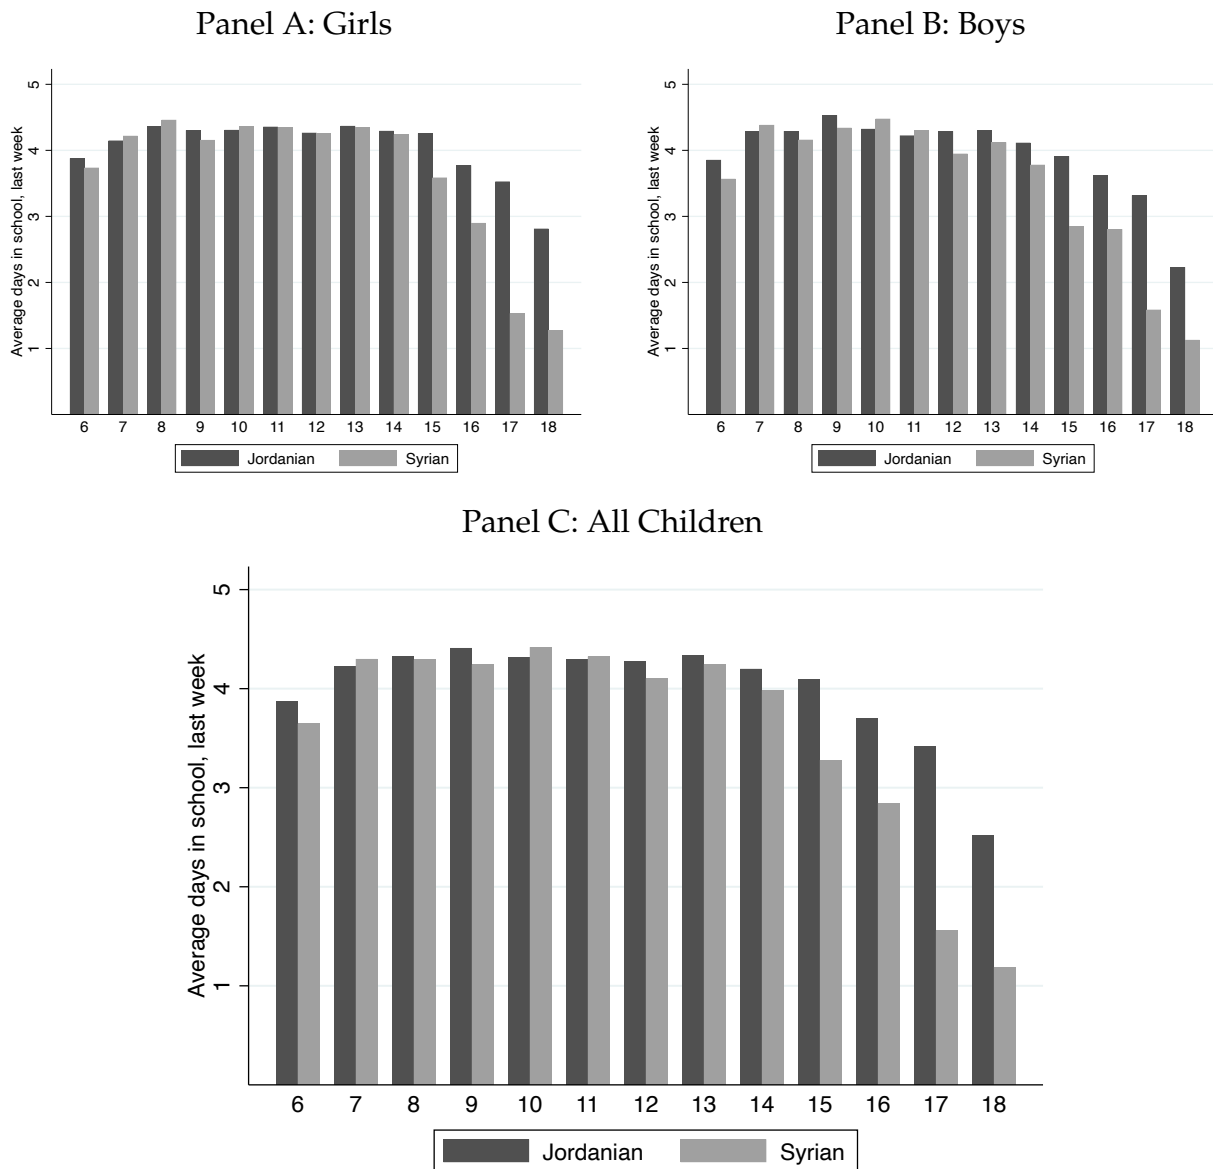 Panel A: Girls
Average days in school, last week
5
4
3
2
1
6 7 8 9 10 11 12 13 14 15 16 17 18
Jordanian Syrian
Panel B: Boys
Average days in school, last week
5
4
3
2
1
6 7 8 9 10 11 12 13 14 15 16 17 18
Jordanian Syrian
Panel C: All Children
Average days in school, last week
5
4
3
2
1
6 7 8 9 10 11 12 13 14 15 16 17 18
Jordanian Syrian